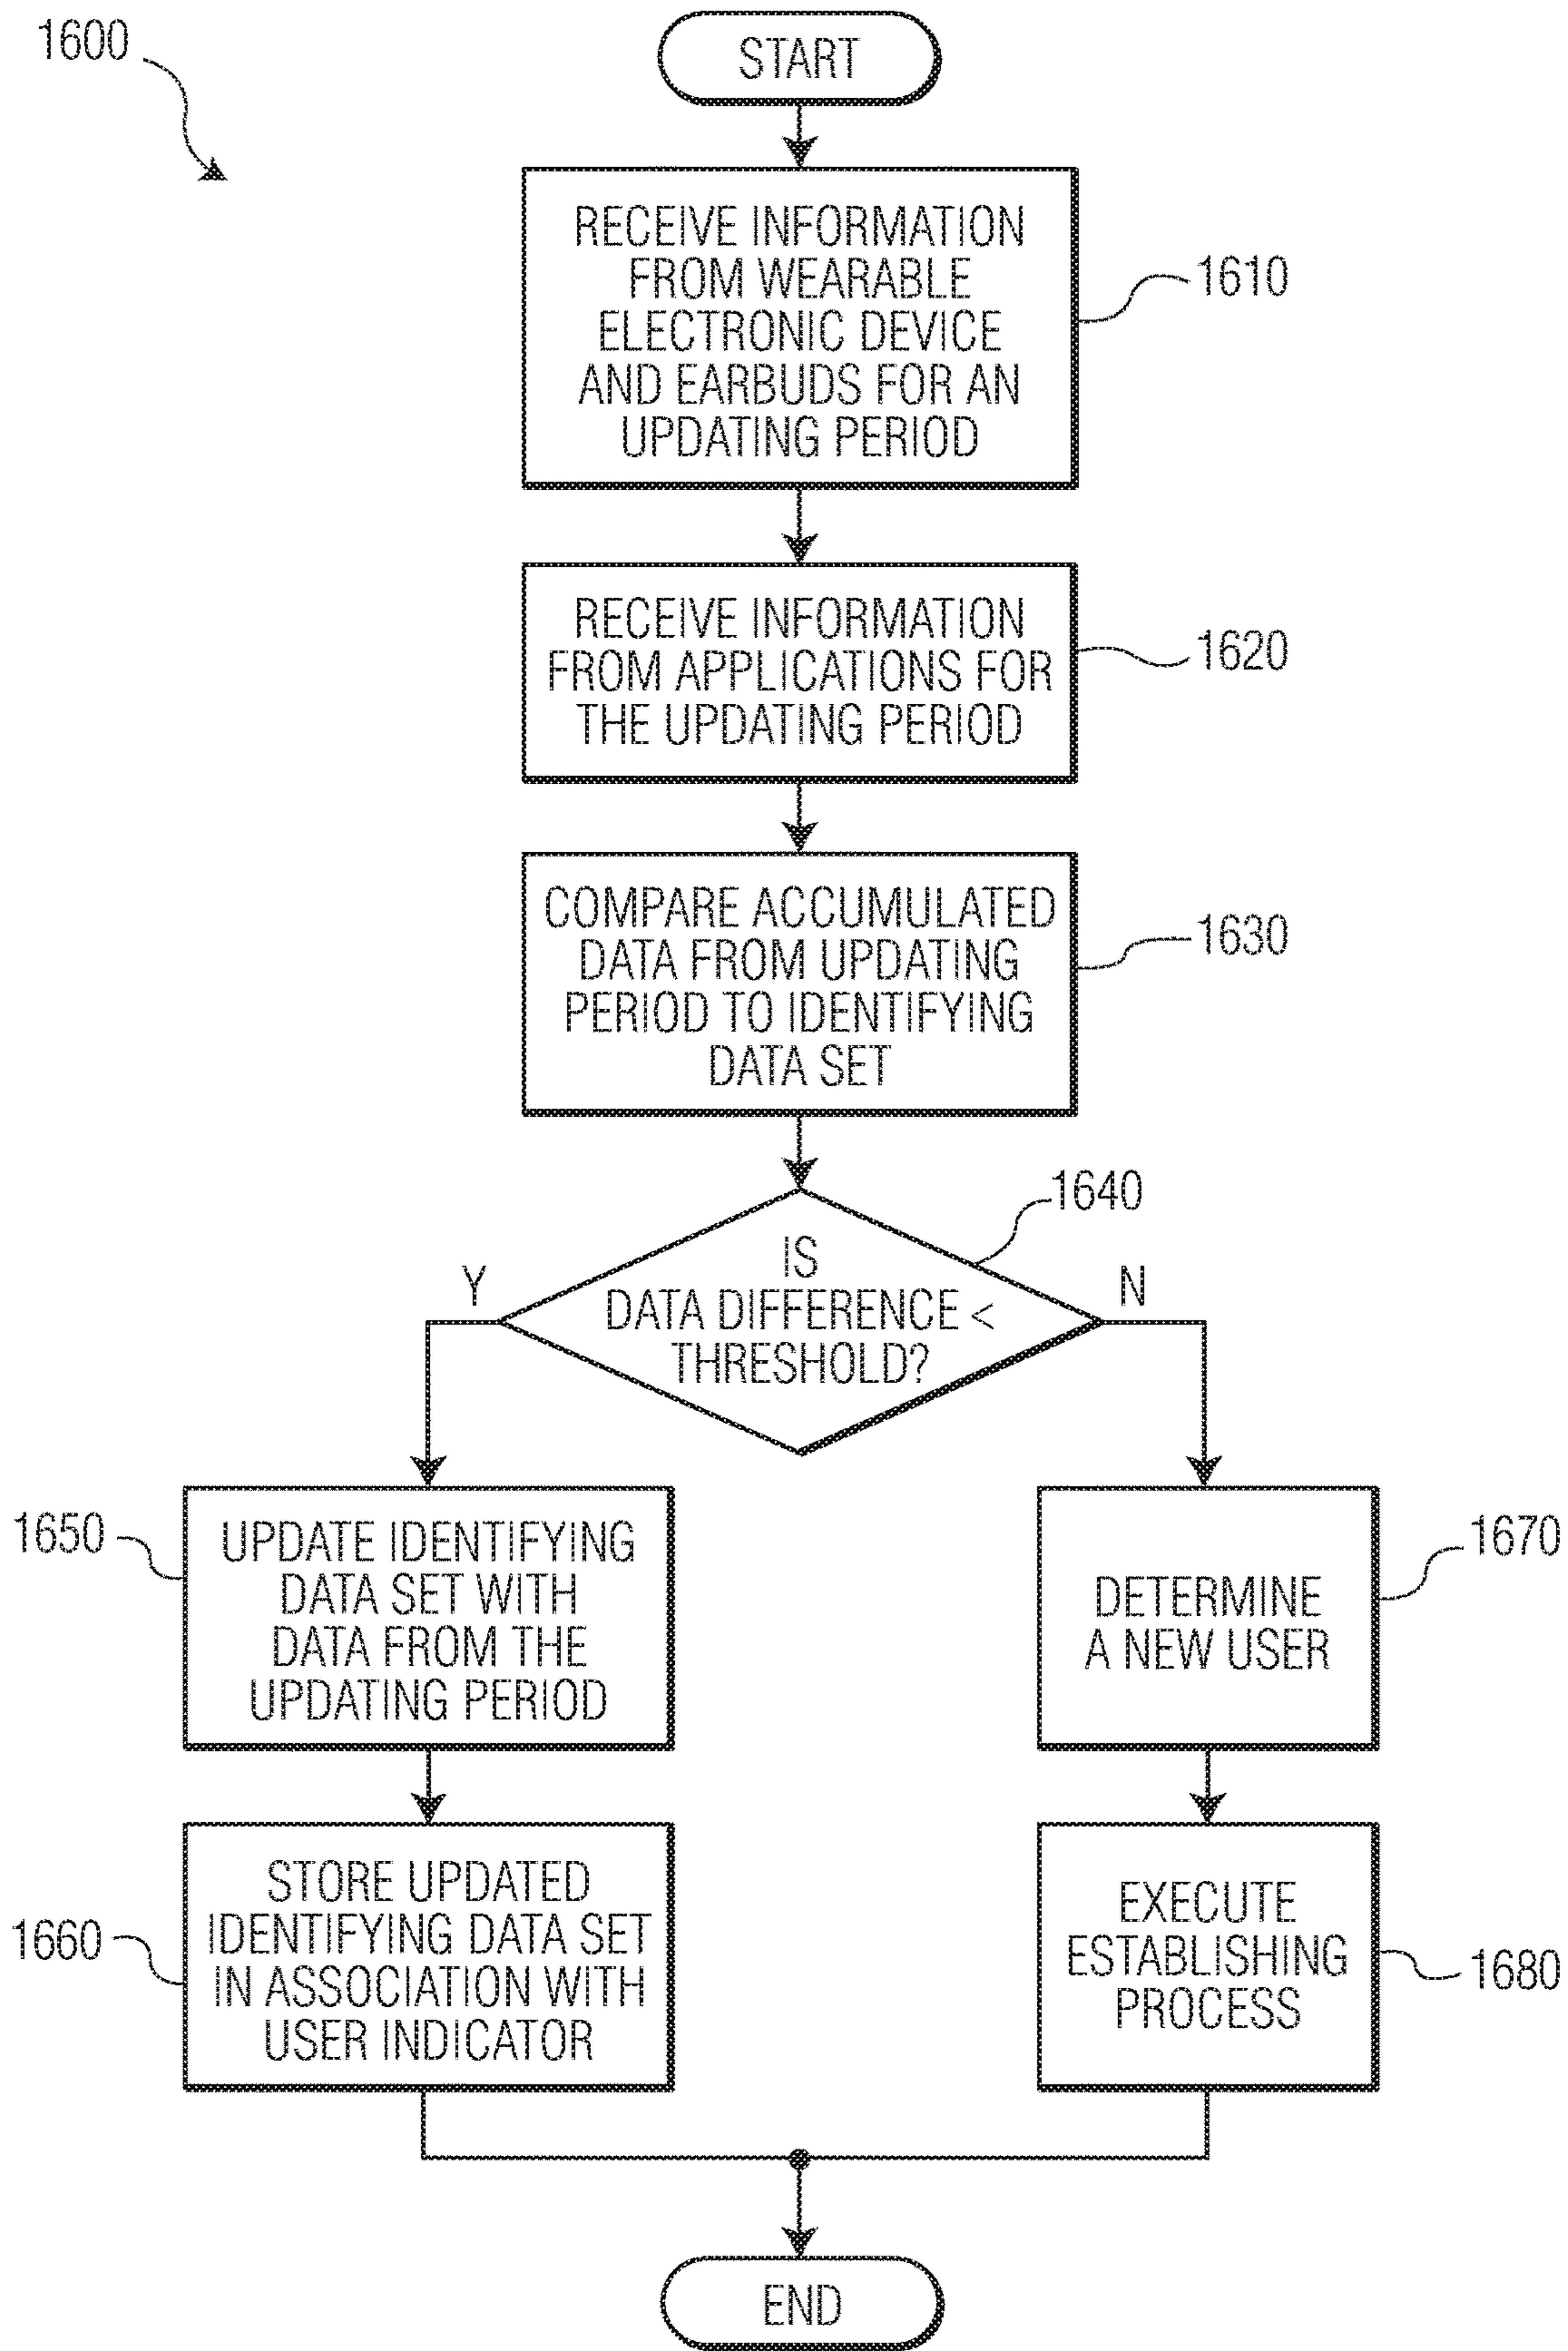 1600
START
RECEIVE INFORMATION
FROM WEARABLE
ELECTRONIC DEVICE
AND EARBUDS FOR AN
UPDATING PERIOD
1610
RECEIVE INFORMATION
FROM APPLICATIONS FOR
THE UPDATING PERIOD
1620
COMPARE ACCUMULATED
DATA FROM UPDATING
PERIOD TO IDENTIFYING
DATA SET
1630
1640
IS
DATA DIFFERENCE <
THRESHOLD?
Y
N
1650
UPDATE IDENTIFYING
DATA SET WITH
DATA FROM THE
UPDATING PERIOD
1660
STORE UPDATED
IDENTIFYING DATA SET
IN ASSOCIATION WITH
USER INDICATOR
DETERMINE
A NEW USER
1670
EXECUTE
ESTABLISHING
PROCESS
1680
END